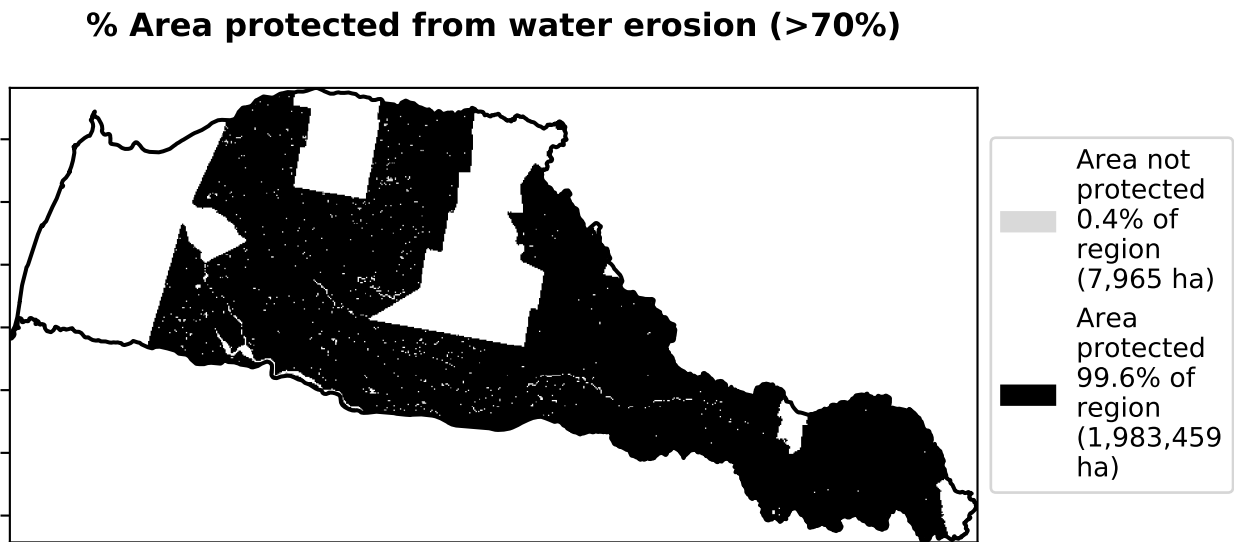 % Area protected from water erosion (>70%)
Area not
protected
0.4% of
region
(7,965 ha)
Area
protected
99.6% of
region
(1,983,459
ha)